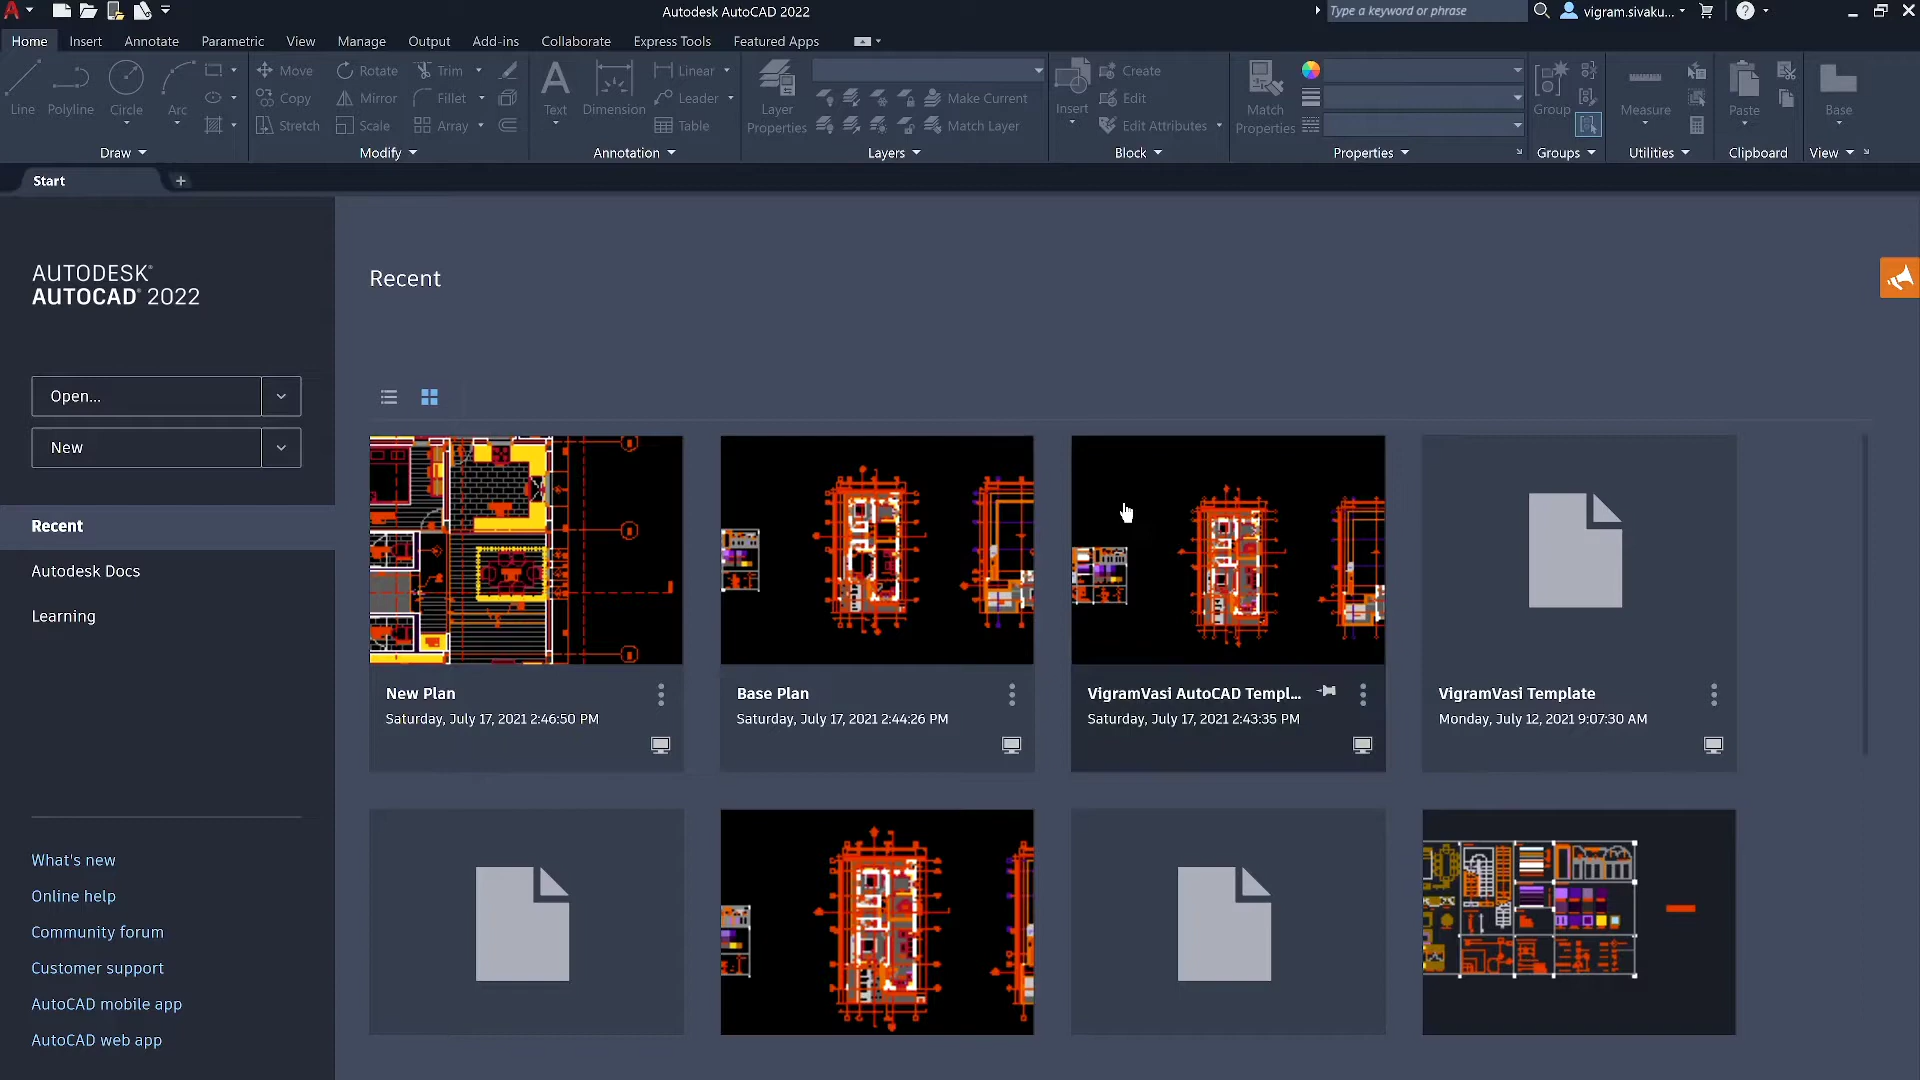 Autodesk AutoCAD 2022
Type a keyword or phrase
vigram.sivaku...
Home Insert Annotate Parametric View Manage Output Add-ins Collaborate Express Tools Featured Apps
Line
Polyline
Circle
Arc
Draw
Move
Copy
Stretch
Rotate
Mirror
Scale
Trim
Fillet
Array
Modify
Text
Dimension
Linear
Leader
Table
Annotation
Layer
Properties
Make Current
Match Layer
Layers
Insert
Create
Edit
Edit Attributes
Block
Match
Properties
Properties
Group
Groups
Measure
Utilities
Paste
Clipboard
Base
View
Start
AUTODESK®
AUTOCAD® 2022
Open...
New
Recent
Autodesk Docs
Learning
What's new
Online help
Community forum
Customer support
AutoCAD mobile app
AutoCAD web app
Recent
New Plan
Saturday, July 17, 2021 2:46:50 PM
Base Plan
Saturday, July 17, 2021 2:44:26 PM
VigramVasi AutoCAD Templ...
Saturday, July 17, 2021 2:43:35 PM
VigramVasi Template
Monday, July 12, 2021 9:07:30 AM